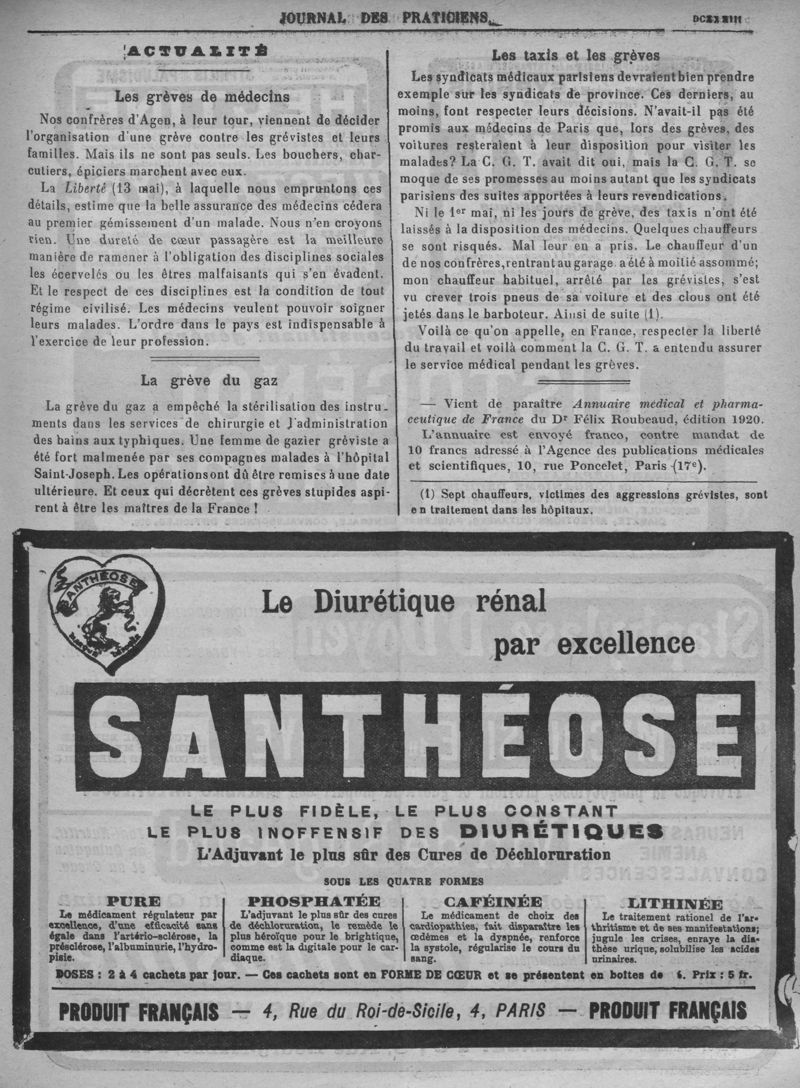 JOURNAL DES PRATICIENS
ACTUALITÉ
Les grèves de médecins
Nos confrères d'Agen, à leur tour, viennent de décider
l'organisation d'une grève contre les grévistes et leurs
familles. Mais ils ne sont pas seuls. Les bouchers, char-
cutiers, épiciers marchent avec eux.
La Liberté (13 mai), à laquelle nous empruntons ces
détails, estime que la belle assurance des médecins cédera
au premier gémissement d'un malade. Nous n'en croyons
rien. Une dureté de cœur passagère est la meilleure
manière de ramener à l'obligation des disciplines sociales
les écervelés ou les êtres malfaisants qui s'en évadent.
Et le respect de ces disciplines est la condition de tout
régime civilisé. Les médecins veulent pouvoir soigner
leurs malades. L'ordre dans le pays est indispensable à
l'exercice de leur profession.
La grève du gaz
La grève du gaz a empêché la stérilisation des instru-
ments dans les services de chirurgie et l'administration
des bains aux typhiques. Une femme de gazier gréviste a
été fort malmenée par ses compagnes malades à l'hôpital
Saint-Joseph. Les opérations ont dû être remises à une date
ultérieure. Et ceux qui décrètent ces grèves stupides aspi-
rent à être les maîtres de la France !
Les taxis et les grèves
Les syndicats médicaux parisiens devraient bien prendre
exemple sur les syndicats de province. Ces derniers, au
moins, font respecter leurs décisions. N'avait-il pas été
promis aux médecins de Paris que, lors des grèves, des
voitures resteraient à leur disposition pour visiter les
malades? La C. G. T. avait dit oui, mais la C. G. T. se
moque de ses promesses au moins autant que les syndicats
parisiens des suites apportées à leurs revendications.
Ni le 1er mai, ni les jours de grève, des taxis n'ont été
laissés à la disposition des médecins. Quelques chauffeurs
se sont risqués. Mal leur en a pris. Le chauffeur d'un
de nos confrères, rentrant au garage a été à moitié assommé;
mon chauffeur habituel, arrêté par les grévistes, s'est
vu crever trois pneus de sa voiture et des clous ont été
jetés dans le barboteur. Ainsi de suite (1).
Voilà ce qu'on appelle, en France, respecter la liberté
du travail et voilà comment la C. G. T. a entendu assurer
le service médical pendant les grèves.
— Vient de paraître Annuaire médical et pharma-
ceutique de France du Dr Félix Roubeaud, édition 1920.
L'annuaire est envoyé franco, contre mandat de
10 francs adressé à l'Agence des publications médicales
et scientifiques, 10, rue Poncelet, Paris (17e).
(1) Sept chauffeurs, victimes des aggressions grévistes, sont
en traitement dans les hôpitaux.
SANTHÉOSE
Le Diurétique rénal
par excellence
SANTHÉOSE
LE PLUS FIDÈLE, LE PLUS CONSTANT
LE PLUS INOFFENSIF DES DIURÉTIQUES
L'Adjuvant le plus sûr des Cures de Déchloruration
SOUS LES QUATRE FORMES
PURE
Le médicament régulateur par
excellence, d'une efficacité sans
égale dans l'artério-sclérose, la
présclérose, l'albuminurie, l'hydro-
pisie.
PHOSPHATÉE
L'adjuvant le plus sûr des cures
de déchloruration, le remède le
plus héroïque pour le brightique,
comme est la digitale pour le car-
diaque.
CAFÉINÉE
Le médicament de choix des
cardiopathies, fait disparaître les
œdèmes et la dyspnée, renforce
la systole, régularise le cours du
sang.
LITHINÉE
Le traitement rationel de l'ar-
thritisme et de ses manifestations;
jugule les crises, enraye la dia-
thèse urique, solubilise les acides
urinaires.
DOSES : 2 à 4 cachets par jour. — Ces cachets sont en FORME DE CŒUR et se présentent en boîtes de 24. Prix : 5 fr.
PRODUIT FRANÇAIS — 4, Rue du Roi-de-Sicile, 4, PARIS — PRODUIT FRANÇAIS